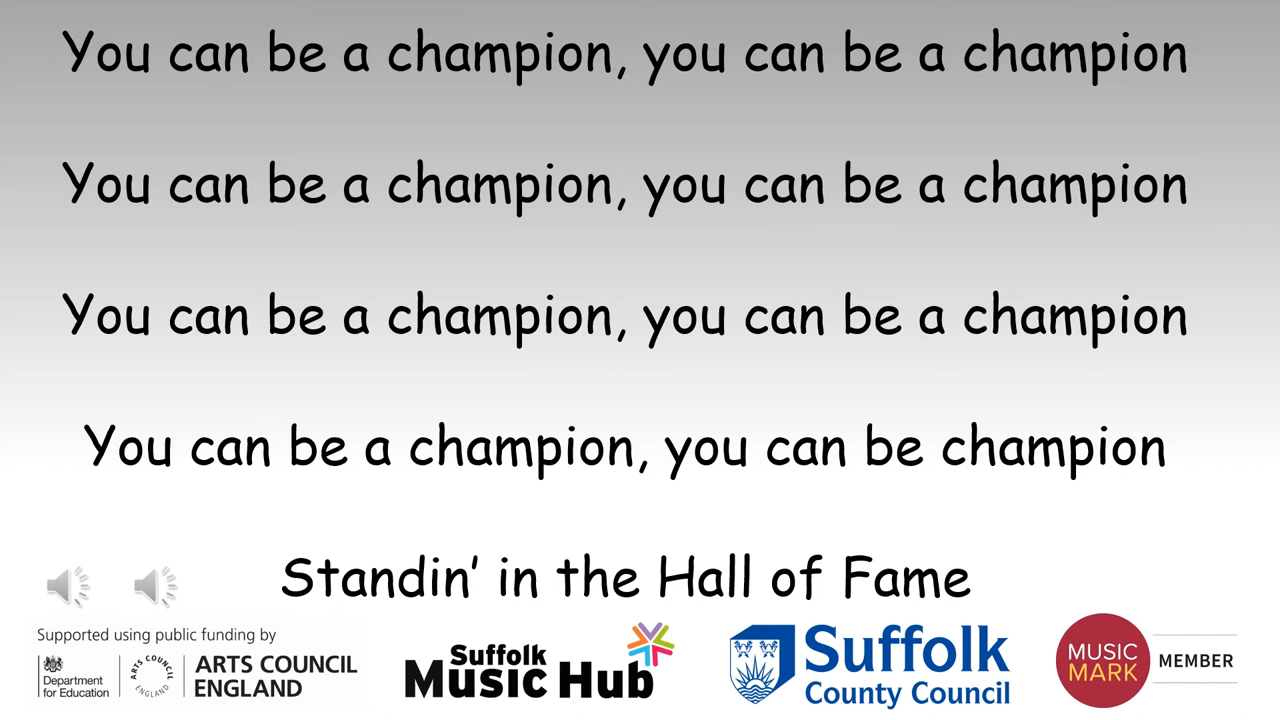 You can be a champion, you can be a champion
You can be a champion, you can be a champion
You can be a champion, you can be a champion
You can be a champion, you can be champion
Standin’ in the Hall of Fame
Supported using public funding by
Department
for Education
ARTS COUNCIL
ENGLAND
ARTS COUNCIL
ENGLAND
Suffolk
Music Hub
Suffolk
County Council
MUSIC
MARK
MEMBER